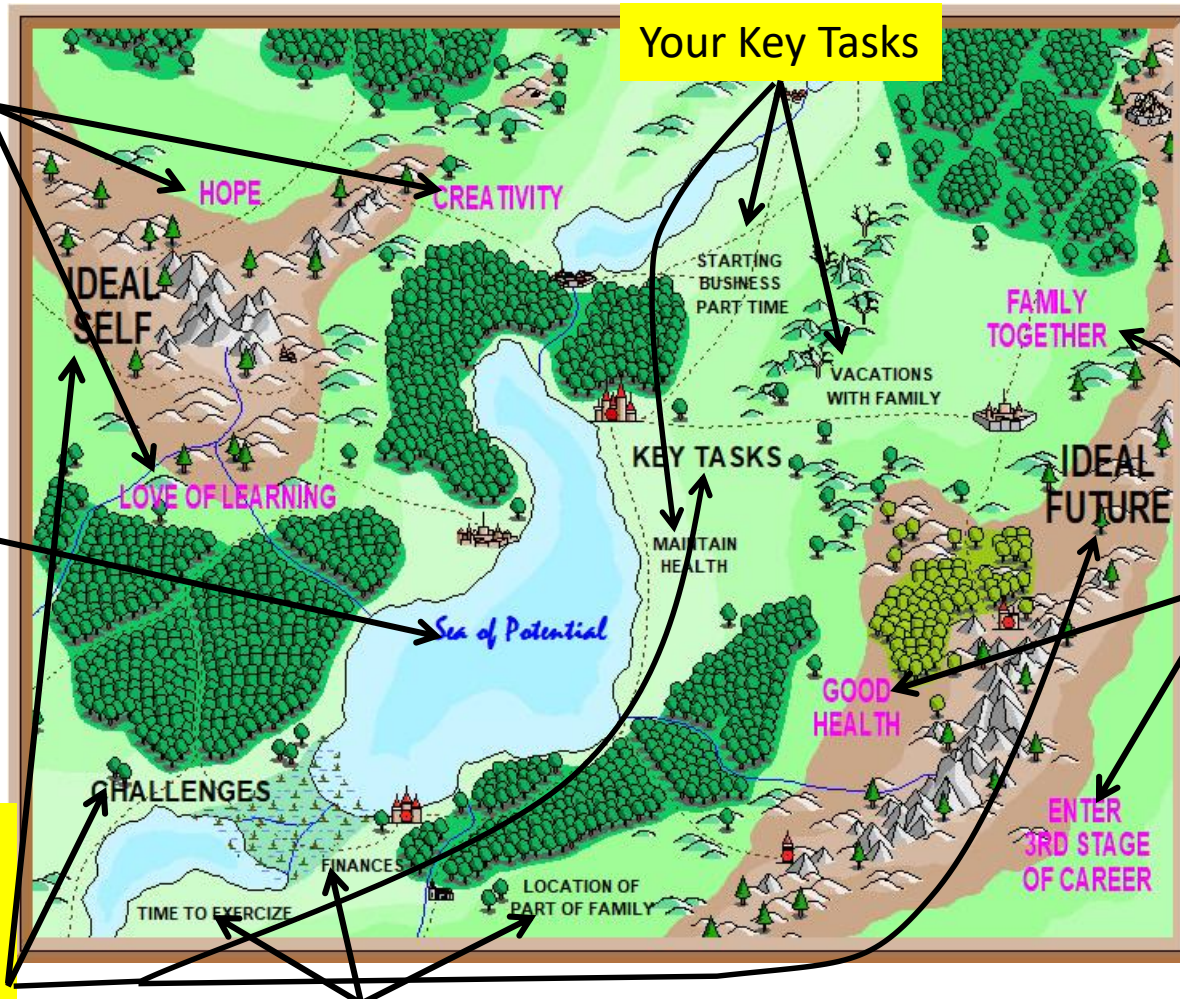 Your Key Tasks
HOPE
CREATIVITY
IDEAL
SELF
STARTING
BUSINESS
PART TIME
FAMILY
TOGETHER
VACATIONS
WITH FAMILY
KEY TASKS
IDEAL
FUTURE
LOVE OF LEARNING
MAINTAIN
HEALTH
Sea of Potential
GOOD
HEALTH
CHALLENGES
ENTER
3RD STAGE
OF CAREER
FINANCES
LOCATION OF
PART OF FAMILY
TIME TO EXERCIZE